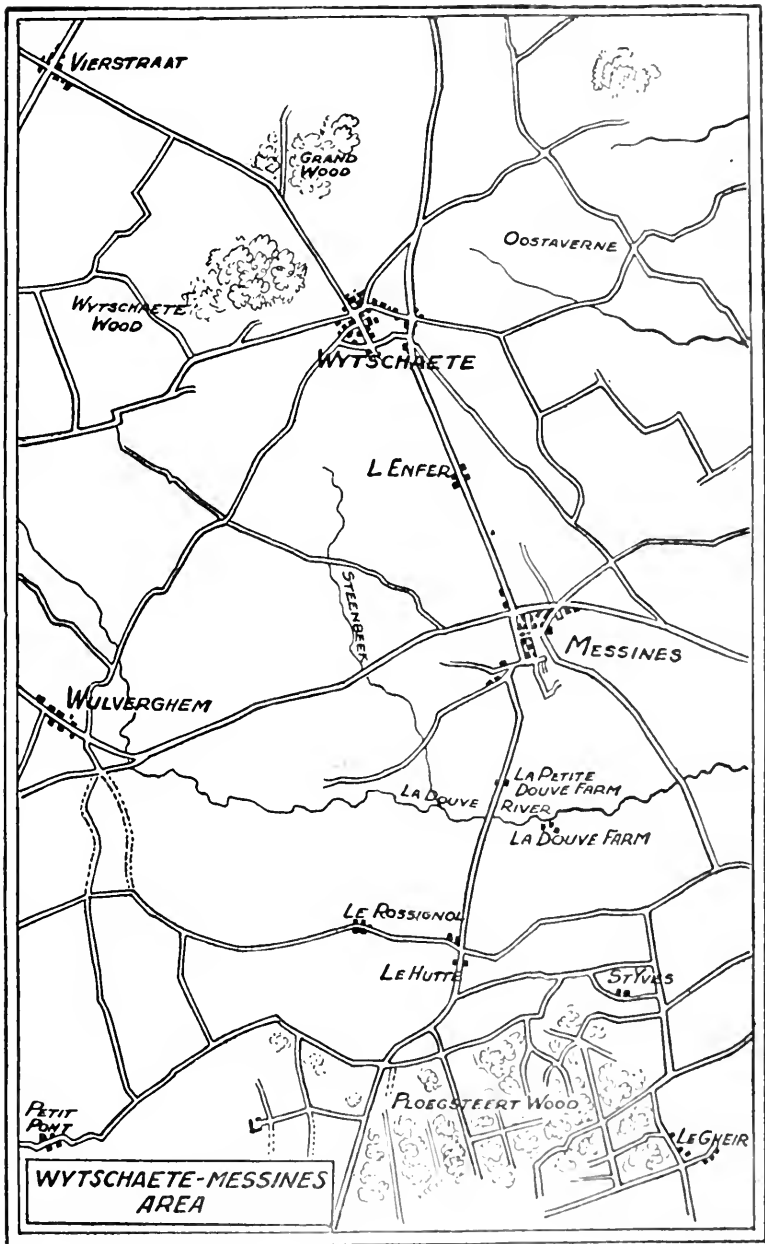 VIERSTRAAT
GRAND
WOOD
OOSTAVERNE
WYTSCHAETE
WOOD
WYTSCHAETE
L ENFER
STEENBEEK
MESSINES
WULVERGHEM
LA PETITE
DOUVE FARM
LA DOUVE RIVER
LA DOUVE FARM
LE ROSSIGNOL
LE HUTTE
ST YVES
PLOEGSTEERT WOOD
PETIT
PONT
LE GHEIR
WYTSCHAETE-MESSINES
AREA